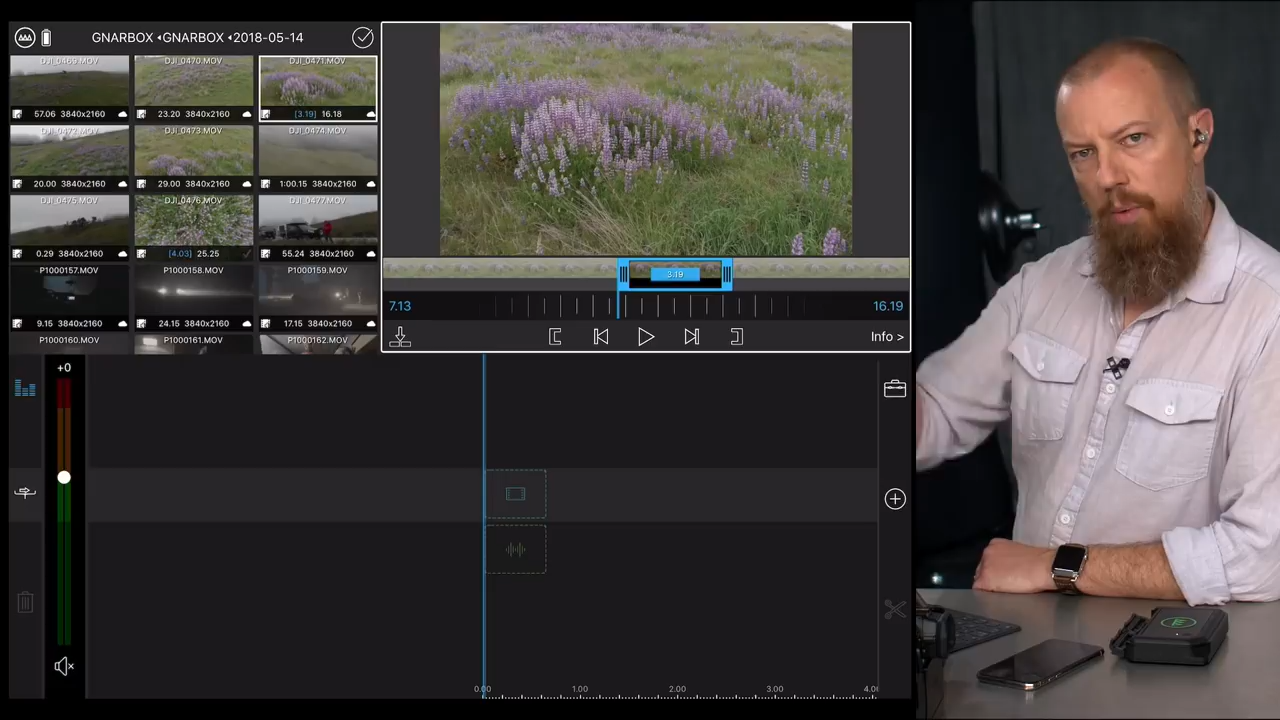 GNARBOX ◂GNARBOX ◂2018-05-14
DJI_0469.MOV
DJI_0470.MOV
DJI_0471.MOV
57.06 3840x2160
23.20 3840x2160
[3.19] 16.18
DJI_0472.MOV
DJI_0473.MOV
DJI_0474.MOV
20.00 3840x2160
29.00 3840x2160
1:00.15 3840x2160
DJI_0475.MOV
DJI_0476.MOV
DJI_0477.MOV
0.29 3840x2160
[4.03] 25.25
55.24 3840x2160
P1000157.MOV
P1000158.MOV
P1000159.MOV
9.15 3840x2160
24.15 3840x2160
17.15 3840x2160
P1000160.MOV
P1000161.MOV
P1000162.MOV
3.19
7.13
16.19
Info >
+0
0.00
1.00
2.00
3.00
4.0